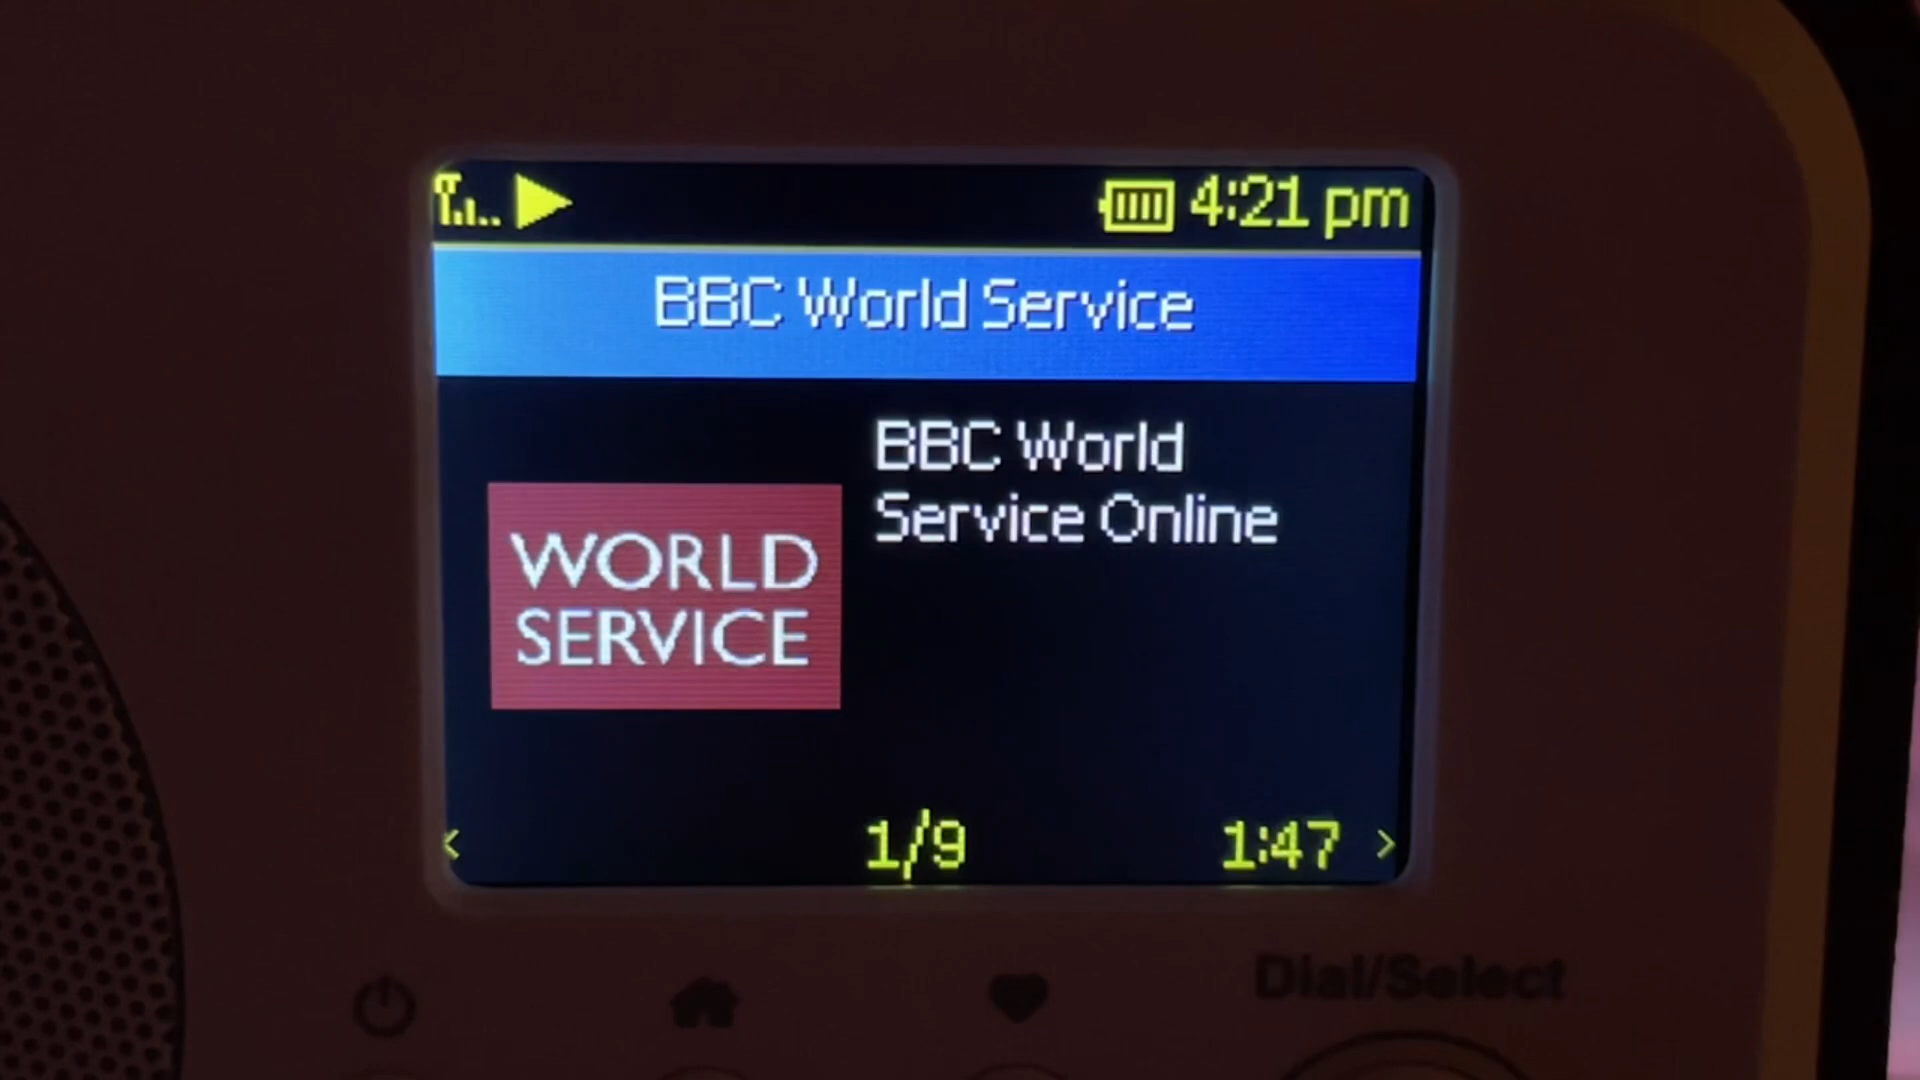 4:21 pm
BBC World Service
BBC World
Service Online
WORLD
SERVICE
< 1/9 1:47 >
Dial/Select